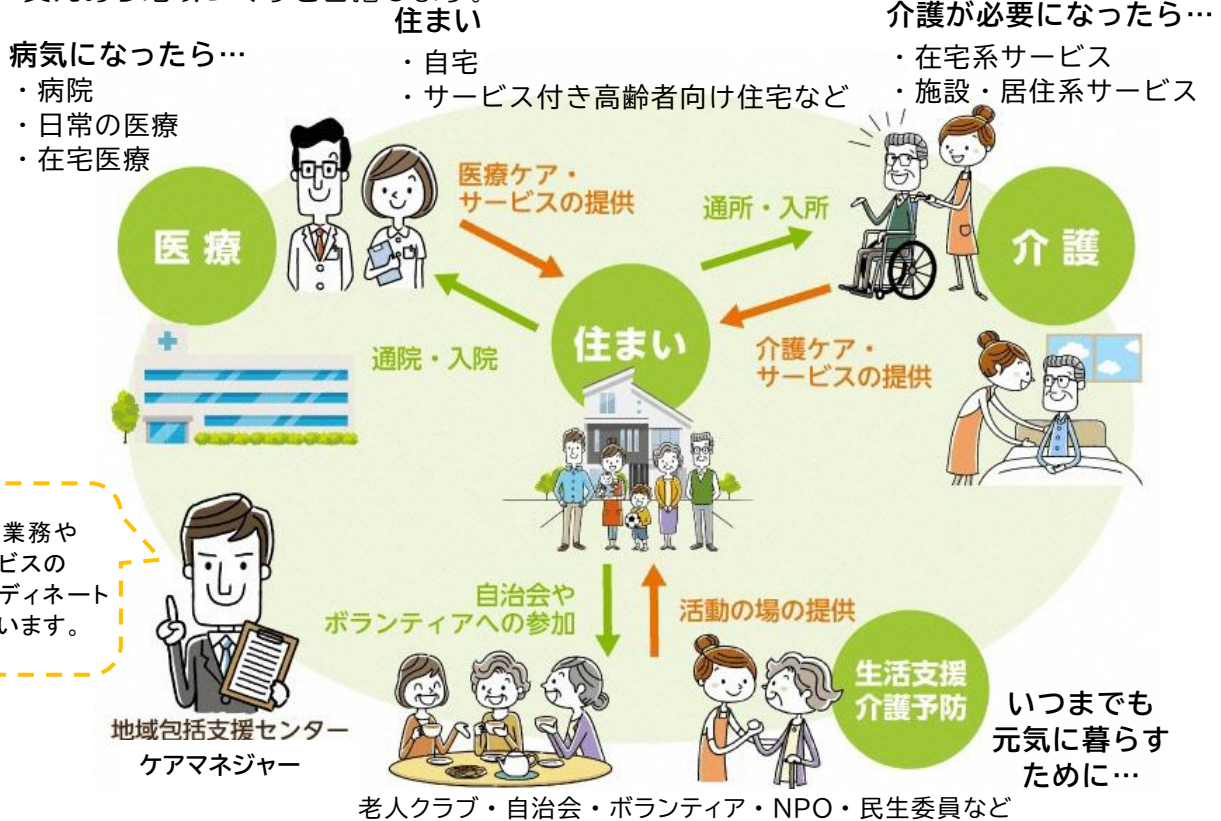 住まい
・自宅
・サービス付き高齢者向け住宅など
介護が必要になったら…
・在宅系サービス
・施設・居住系サービス
病気になったら…
・病院
・日常の医療
・在宅医療
医療ケア・
サービスの提供
通所・入所
医療
介護
住まい
通院・入院
介護ケア・
サービスの提供
業務や
ビスの
ディネート
います。
自治会や
ボランティアへの参加
活動の場の提供
生活支援
介護予防
いつまでも
元気に暮らす
ために…
地域包括支援センター
ケアマネジャー
老人クラブ・自治会・ボランティア・NPO・民生委員など